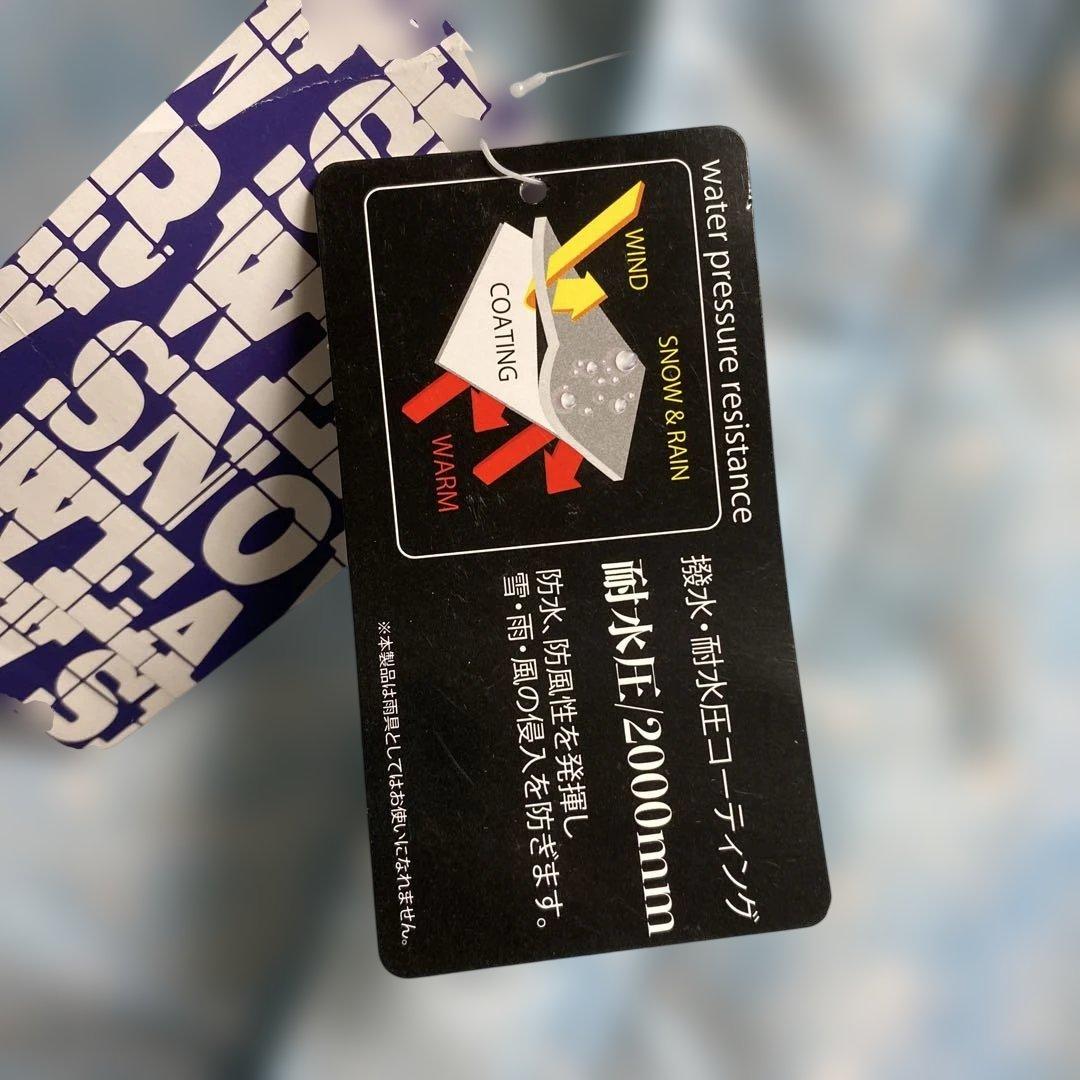 water pressure resistance
WIND
SNOW & RAIN
COATING
WARM
撥水・耐水圧コーティング
耐水圧/2000mm
防水、防風性を発揮し
雪・雨・風の侵入を防ぎます。
※本製品は雨具としてはお使いになれません。
SNOW
WEA